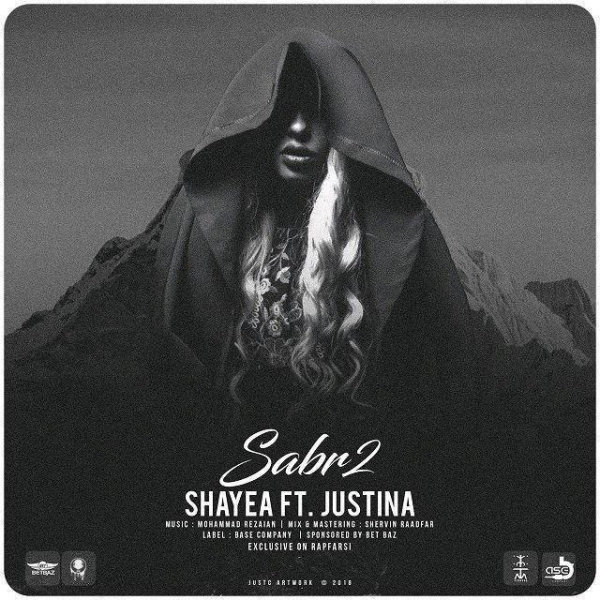 Sabr2
SHAYEA FT. JUSTINA
MUSIC : MOHAMMAD REZAIAN | MIX & MASTERING : SHERVIN RAADFAR
LABEL : BASE COMPANY | SPONSORED BY BET BAZ
EXCLUSIVE ON RAPFARSI
BETBAZ
JUSTC ARTWORK © 2018